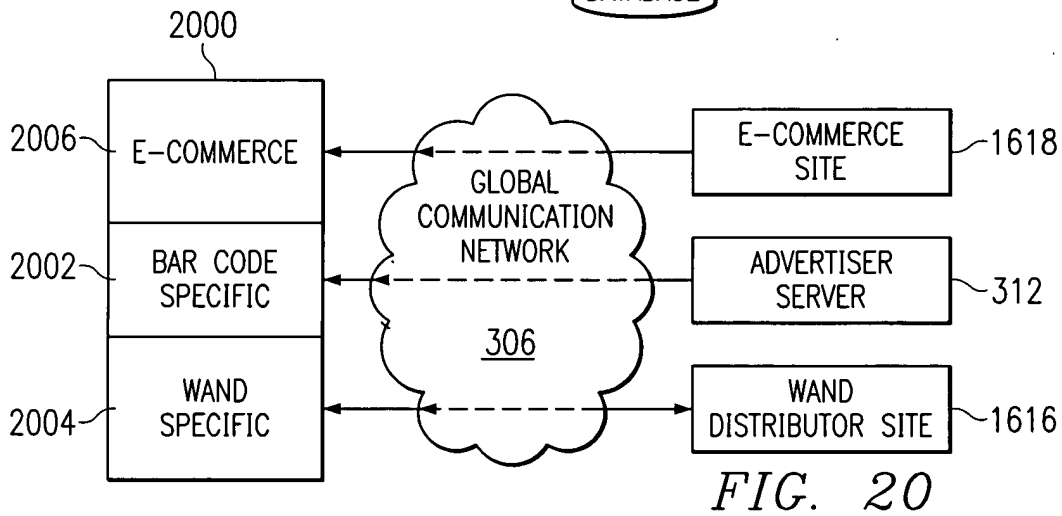 DATABASE
2000
2006
E-COMMERCE
2002
BAR CODE
SPECIFIC
2004
WAND
SPECIFIC
GLOBAL
COMMUNICATION
NETWORK
306
E-COMMERCE
SITE
1618
ADVERTISER
SERVER
312
WAND
DISTRIBUTOR SITE
1616
FIG. 20